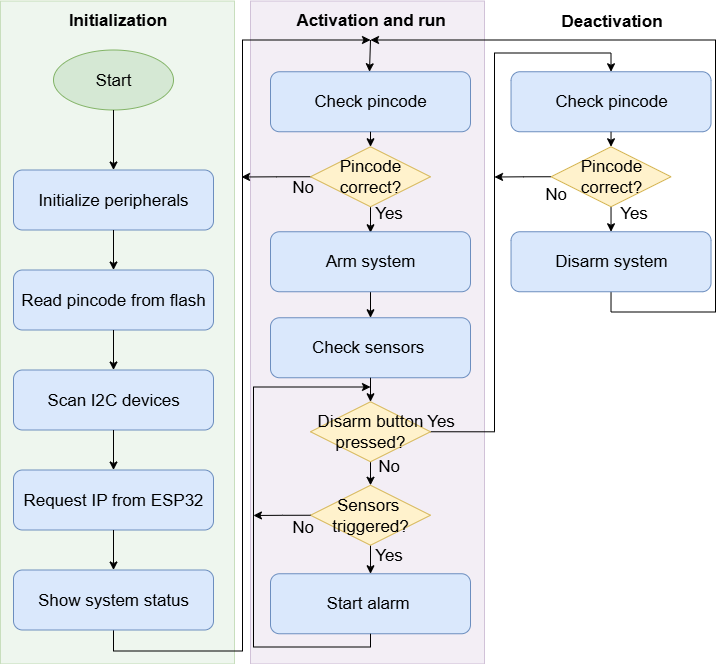 Initialization
Start
Initialize peripherals
Read pincode from flash
Scan I2C devices
Request IP from ESP32
Show system status
Activation and run
Check pincode
Pincode
correct?
No
Yes
Arm system
Check sensors
Disarm button
pressed?
Yes
No
Sensors
triggered?
No
Yes
Start alarm
Deactivation
Check pincode
Pincode
correct?
No
Yes
Disarm system